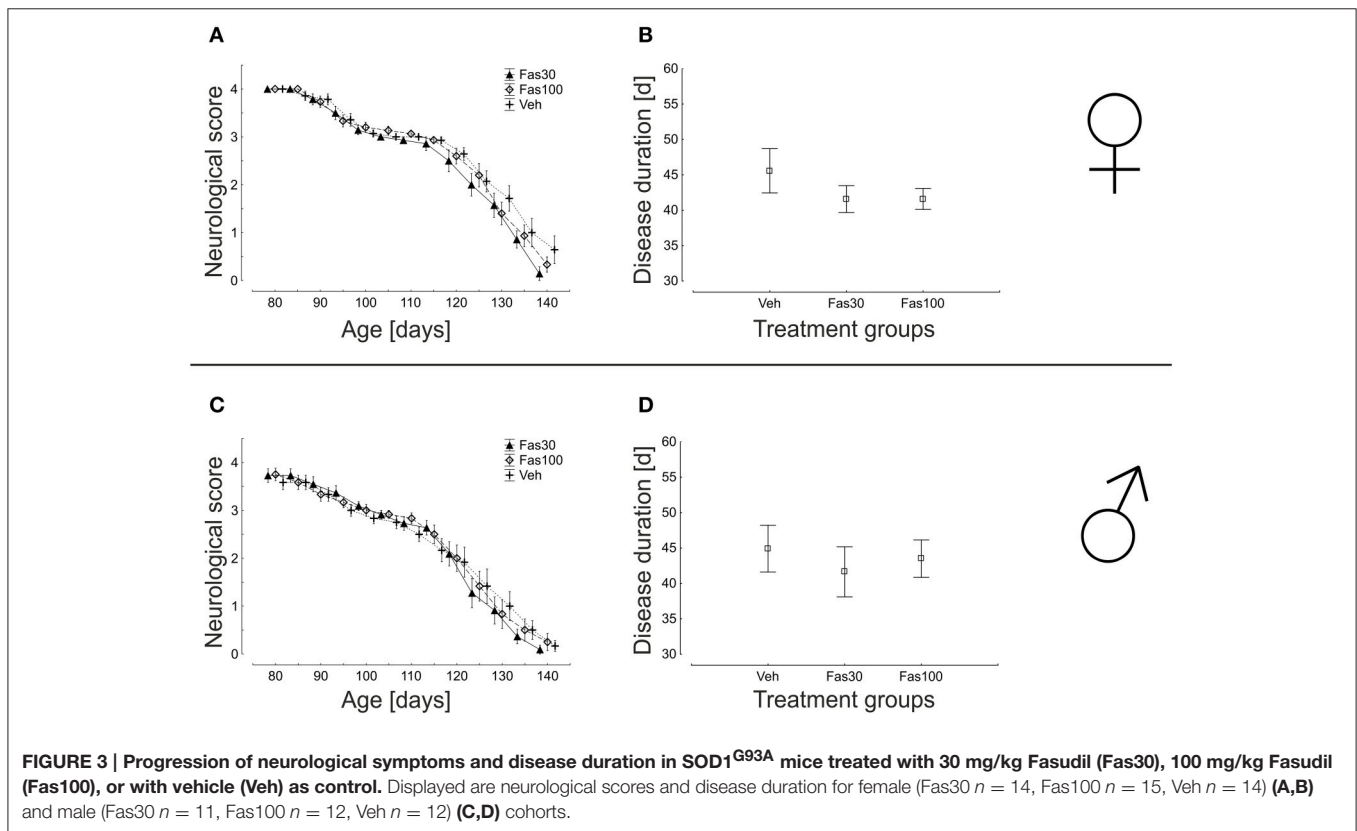 A
Neurological score
4
3
2
1
0
80 90 100 110 120 130 140
Age [days]
Fas30
Fas100
Veh
B
Disease duration [d]
60
55
50
45
40
35
30
Veh Fas30 Fas100
Treatment groups
C
Neurological score
4
3
2
1
0
80 90 100 110 120 130 140
Age [days]
Fas30
Fas100
Veh
D
Disease duration [d]
60
55
50
45
40
35
30
Veh Fas30 Fas100
Treatment groups
FIGURE 3 | Progression of neurological symptoms and disease duration in SOD1G93A mice treated with 30 mg/kg Fasudil (Fas30), 100 mg/kg Fasudil
(Fas100), or with vehicle (Veh) as control. Displayed are neurological scores and disease duration for female (Fas30 n = 14, Fas100 n = 15, Veh n = 14) (A,B)
and male (Fas30 n = 11, Fas100 n = 12, Veh n = 12) (C,D) cohorts.